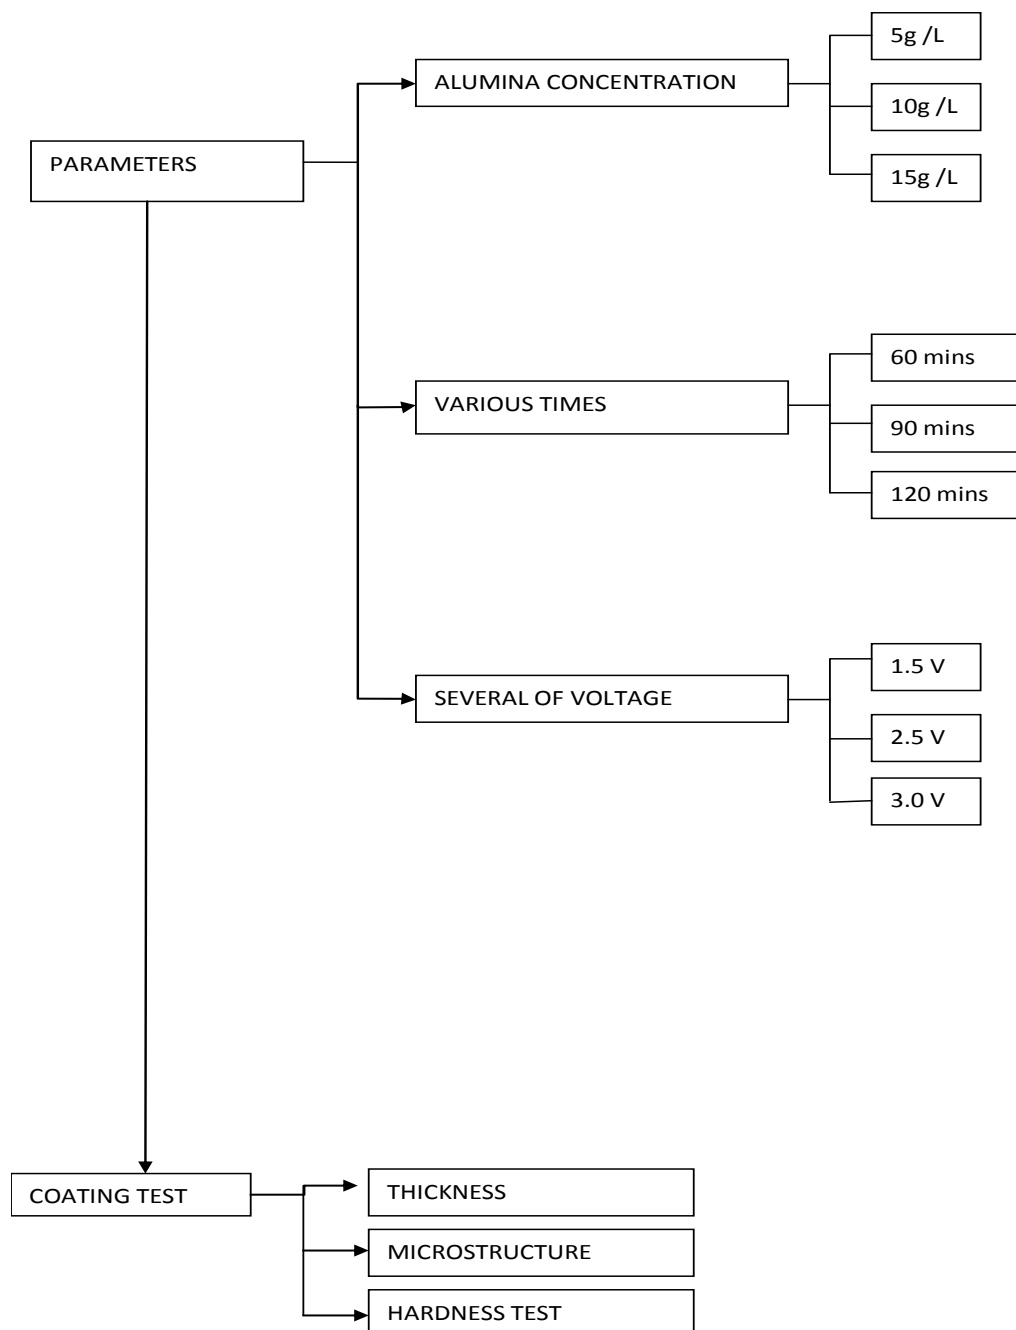 PARAMETERS
ALUMINA CONCENTRATION
5g /L
10g /L
15g /L
VARIOUS TIMES
60 mins
90 mins
120 mins
SEVERAL OF VOLTAGE
1.5 V
2.5 V
3.0 V
COATING TEST
THICKNESS
MICROSTRUCTURE
HARDNESS TEST